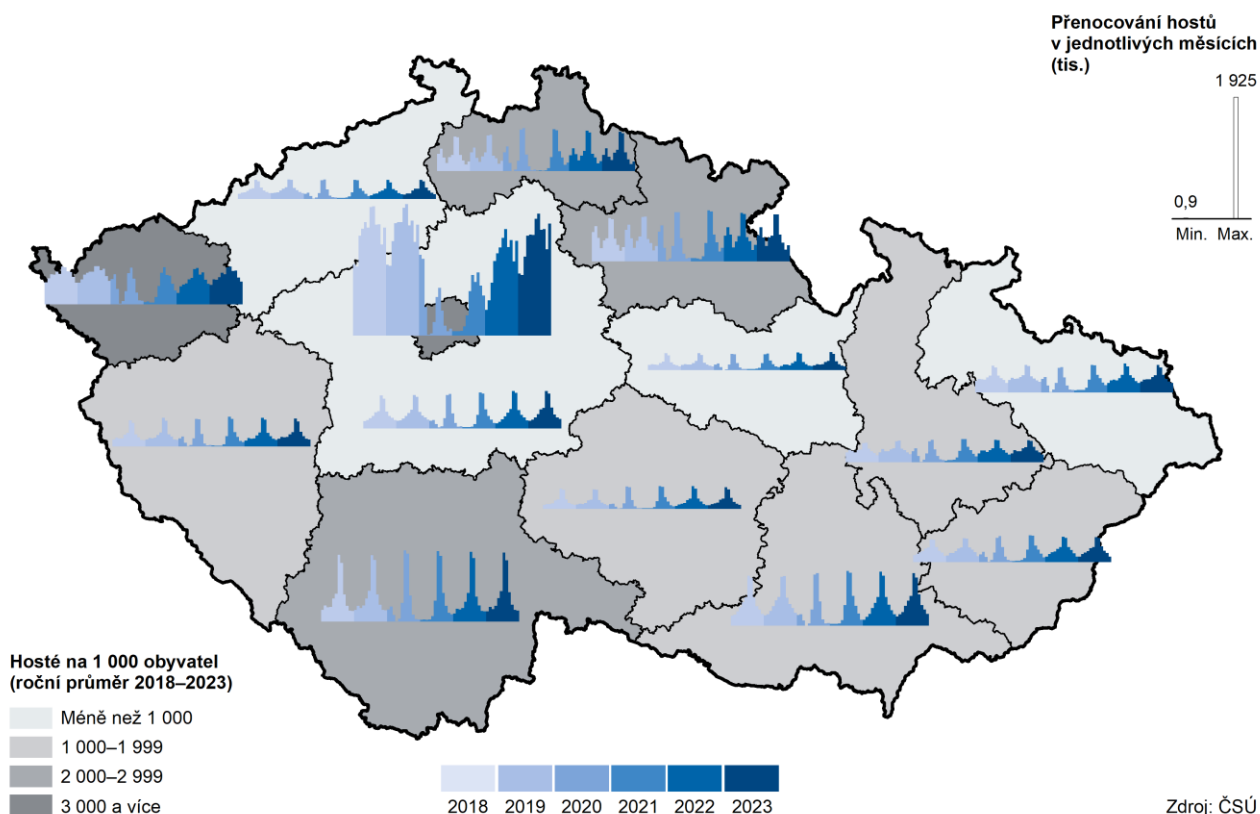 Přenocování hostů
v jednotlivých měsících
(tis.)
1 925
0,9
Min. Max.
Hosté na 1 000 obyvatel
(roční průměr 2018–2023)
Méně než 1 000
1 000–1 999
2 000–2 999
3 000 a více
2018 2019 2020 2021 2022 2023
Zdroj: ČSÚ